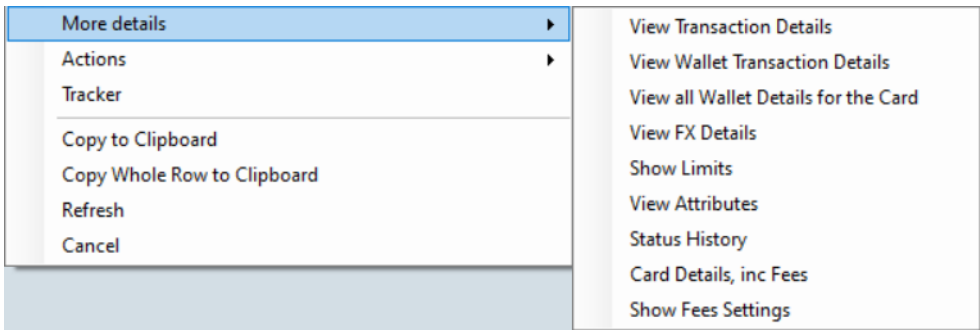 More details
Actions
Tracker
Copy to Clipboard
Copy Whole Row to Clipboard
Refresh
Cancel
View Transaction Details
View Wallet Transaction Details
View all Wallet Details for the Card
View FX Details
Show Limits
View Attributes
Status History
Card Details, inc Fees
Show Fees Settings